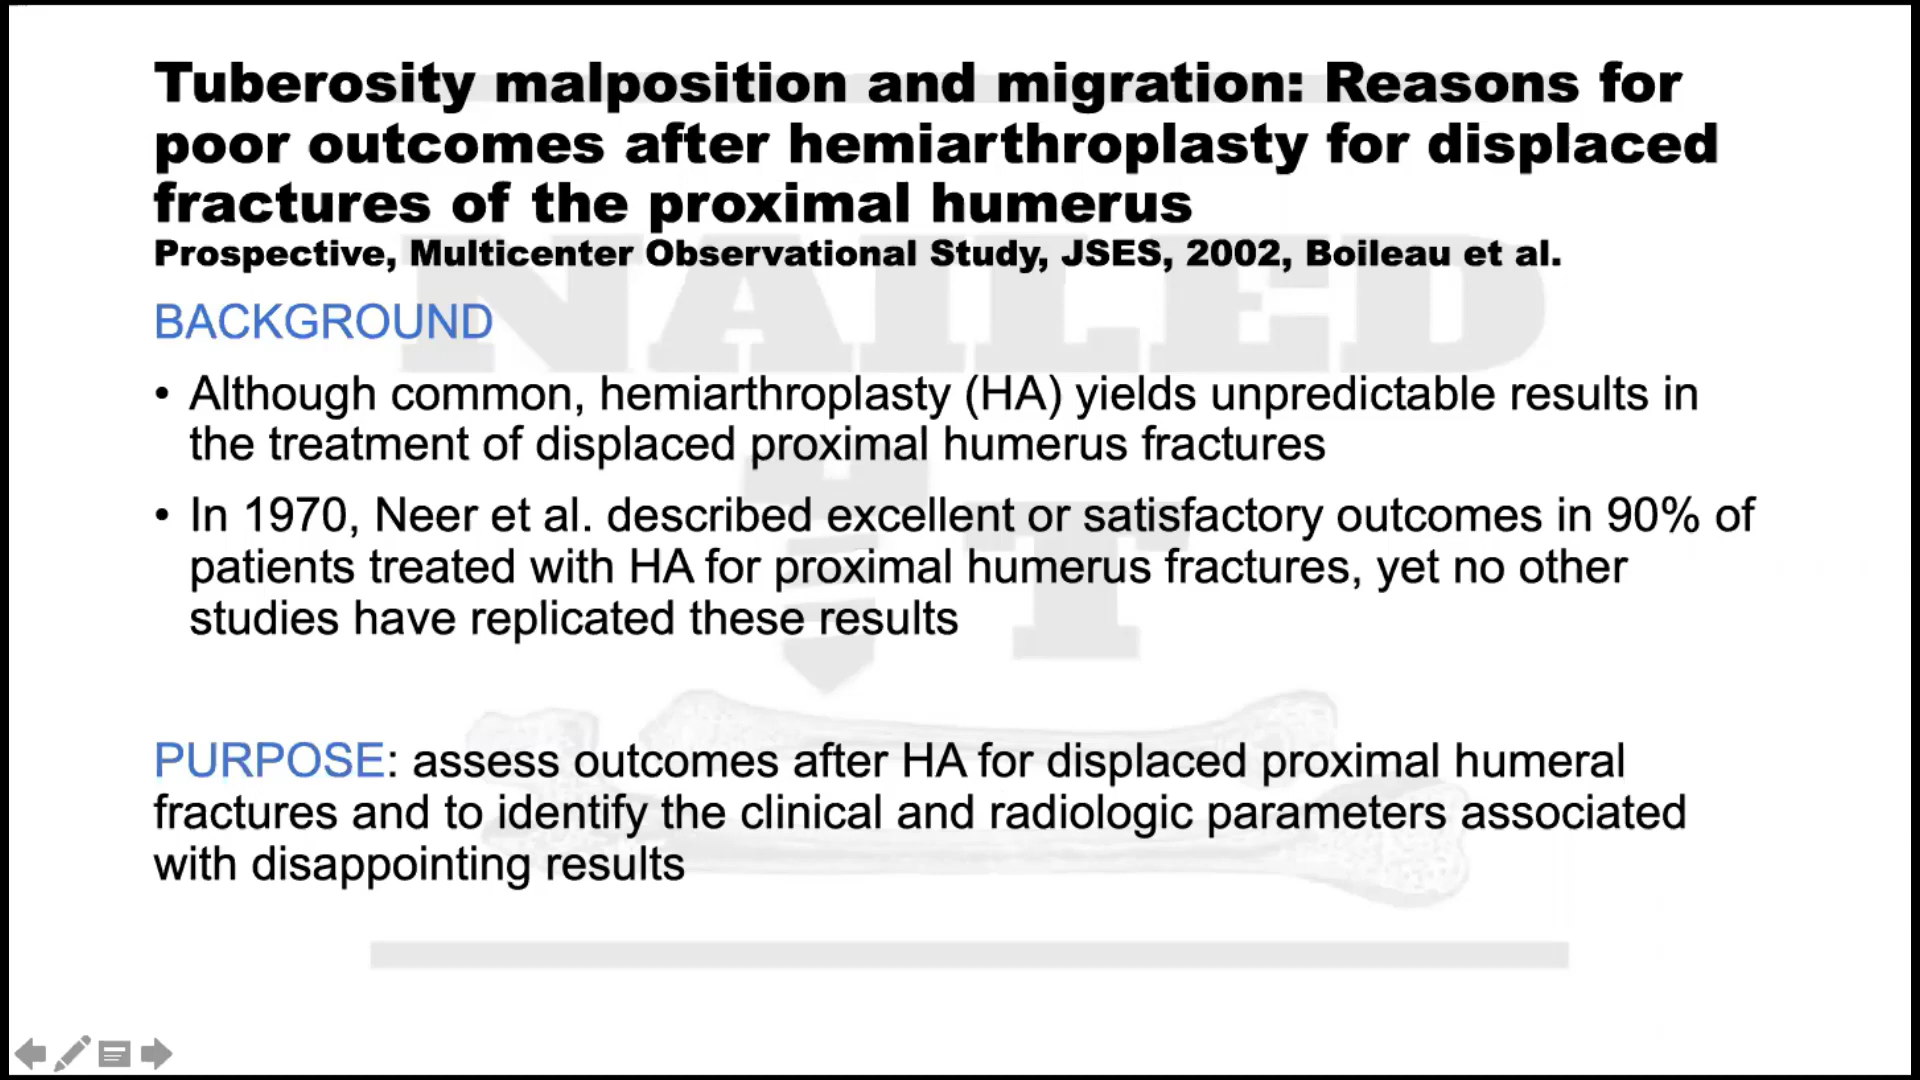 Tuberosity malposition and migration: Reasons for
poor outcomes after hemiarthroplasty for displaced
fractures of the proximal humerus
Prospective, Multicenter Observational Study, JSES, 2002, Boileau et al.
BACKGROUND
• Although common, hemiarthroplasty (HA) yields unpredictable results in
the treatment of displaced proximal humerus fractures
• In 1970, Neer et al. described excellent or satisfactory outcomes in 90% of
patients treated with HA for proximal humerus fractures, yet no other
studies have replicated these results
PURPOSE: assess outcomes after HA for displaced proximal humeral
fractures and to identify the clinical and radiologic parameters associated
with disappointing results
NAILED
IT